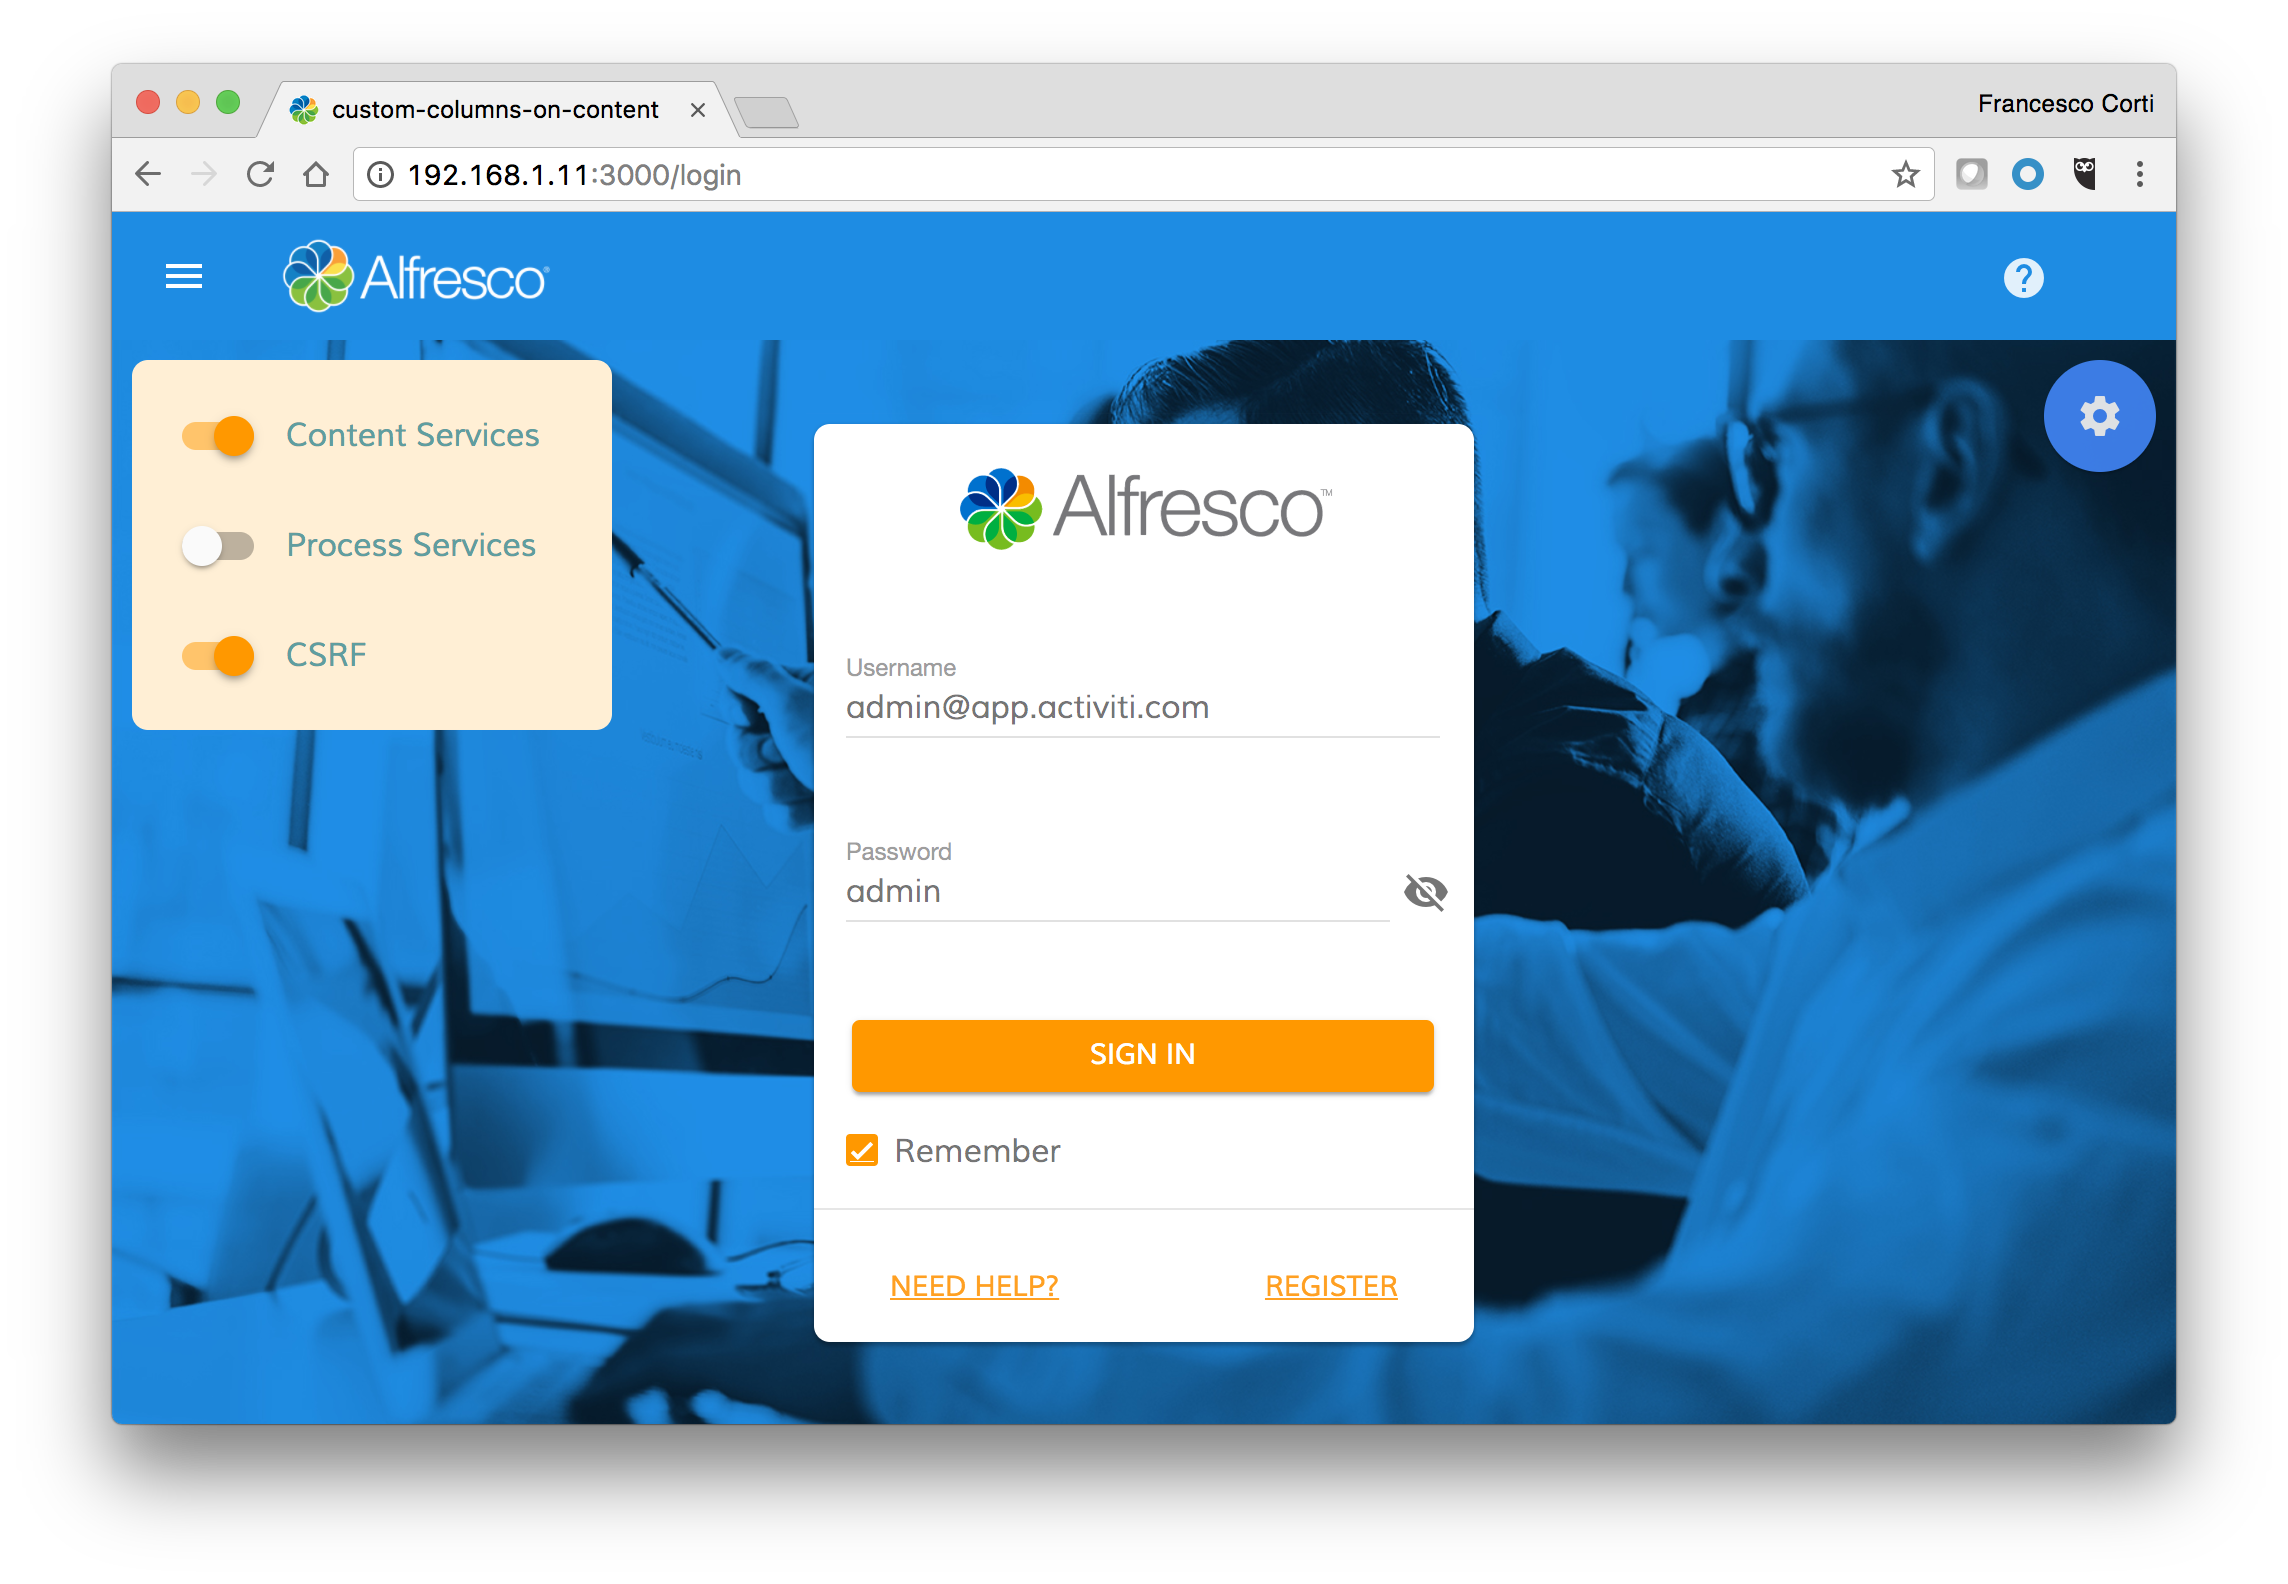 custom-columns-on-content
Francesco Corti
192.168.1.11:3000/login
Alfresco®
Content Services
Process Services
CSRF
Alfresco™
Username
admin@app.activiti.com
Password
admin
SIGN IN
Remember
NEED HELP?
REGISTER